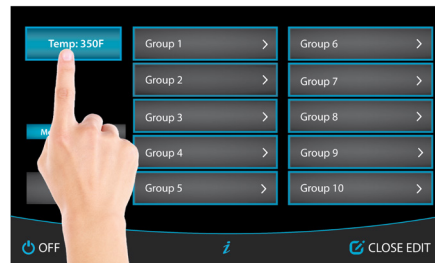 Temp: 350F
Group 1
Group 2
Group 3
Group 4
Group 5
Group 6
Group 7
Group 8
Group 9
Group 10
OFF
i
CLOSE EDIT